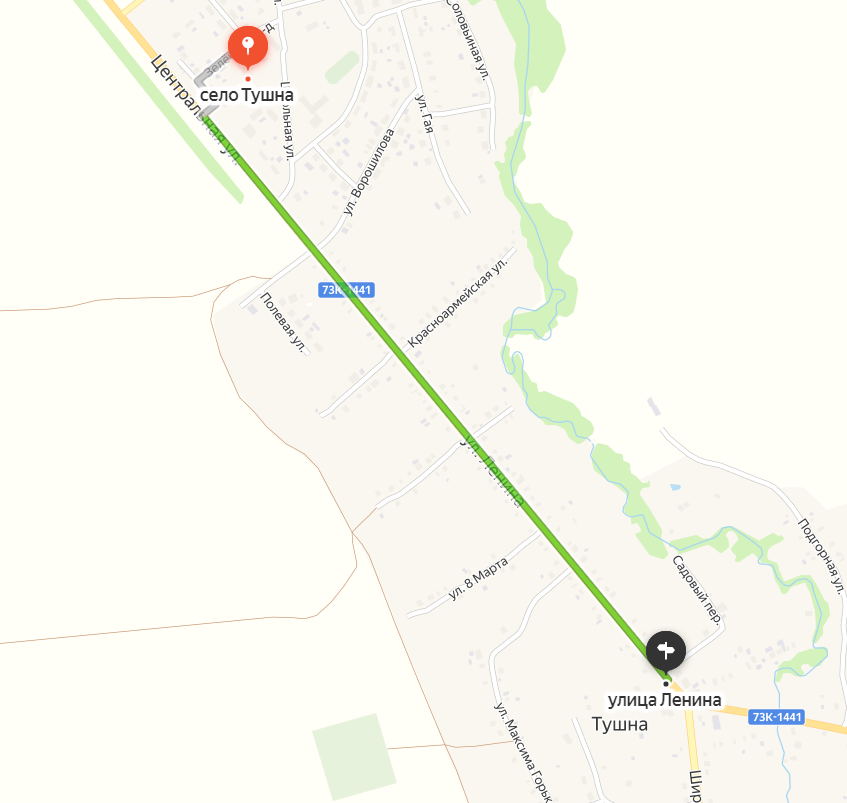 Соловьиная ул.
Центральная ул.
село Тушна
ул. Гая
ул. Ворошилова
73К-1441
Красноармейская ул.
Полевая ул.
ул. Ленина
Подгорная ул.
ул. 8 Марта
Садовый пер.
улица Ленина
Тушна
73К-1441
ул. Максима Горьк
Шир